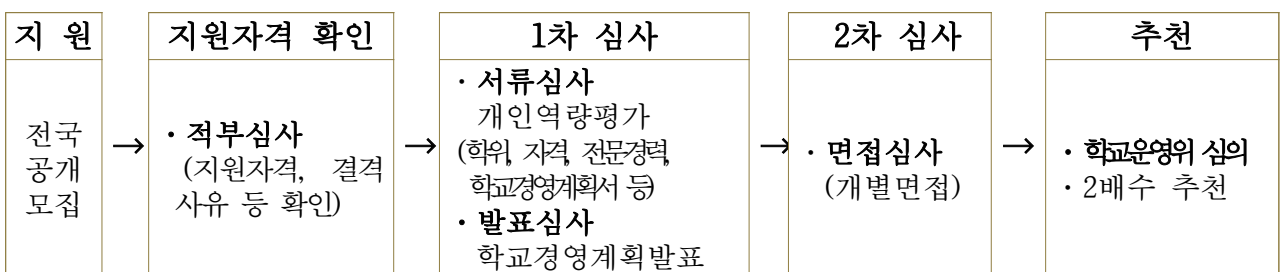 지 원
전국
공개
모집
→
지원자격 확인
· 적부심사
(지원자격, 결격
사유 등 확인)
→
1차 심사
· 서류심사
개인역량평가
(학위, 자격, 전문경력,
학교경영계획서 등)
· 발표심사
학교경영계획발표
→
2차 심사
· 면접심사
(개별면접)
→
추천
· 학교운영위 심의
· 2배수 추천